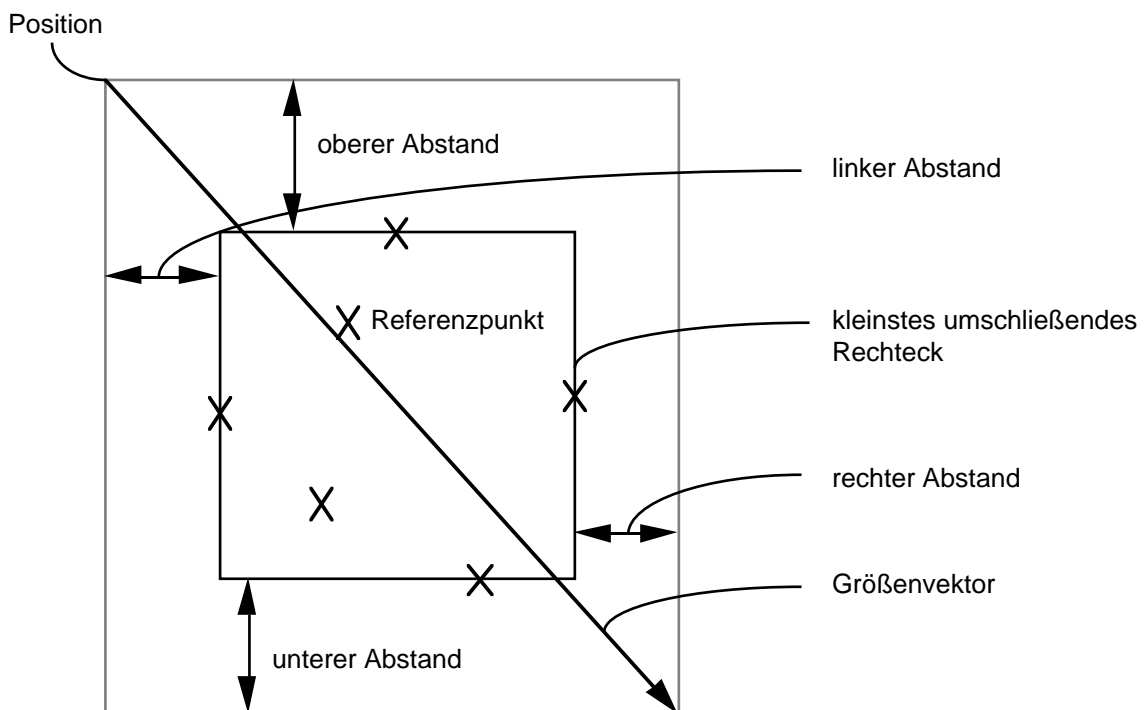 Position
oberer Abstand
linker Abstand
Referenzpunkt
kleinstes umschließendes
Rechteck
rechter Abstand
Größenvektor
unterer Abstand